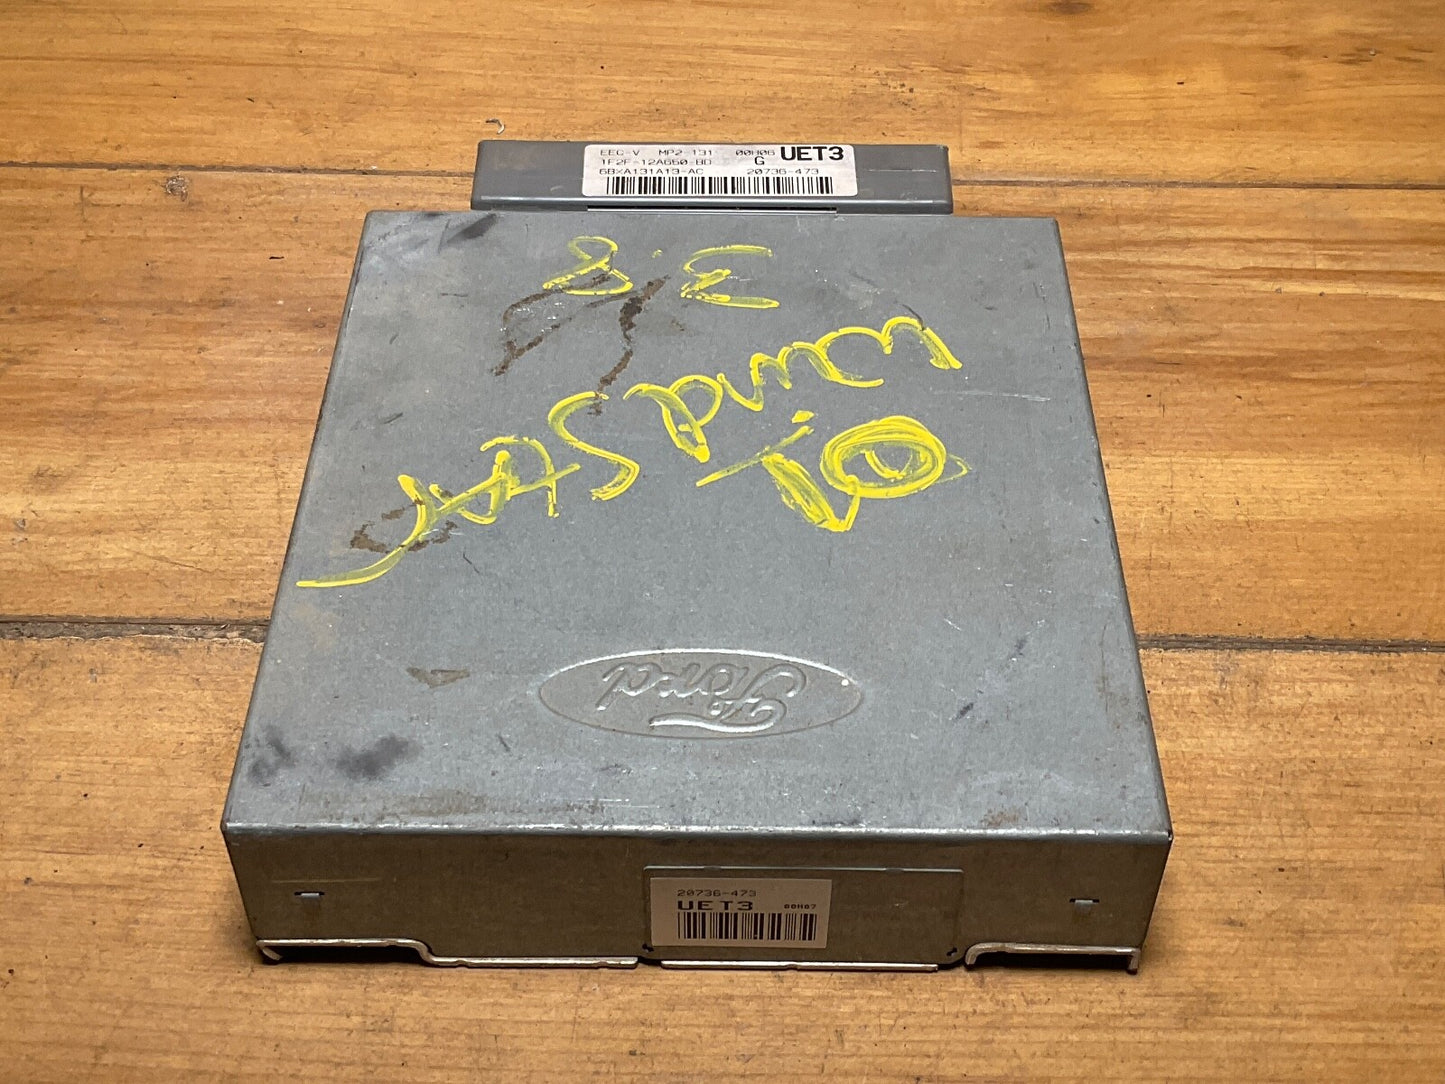 EEC-V MP2-131 00H06 UET3
1F2F-12A650-BD G
6BXA131A13-AC 20736-473
01
windstar
3.8
Ford
20736-473
UET3 00H07